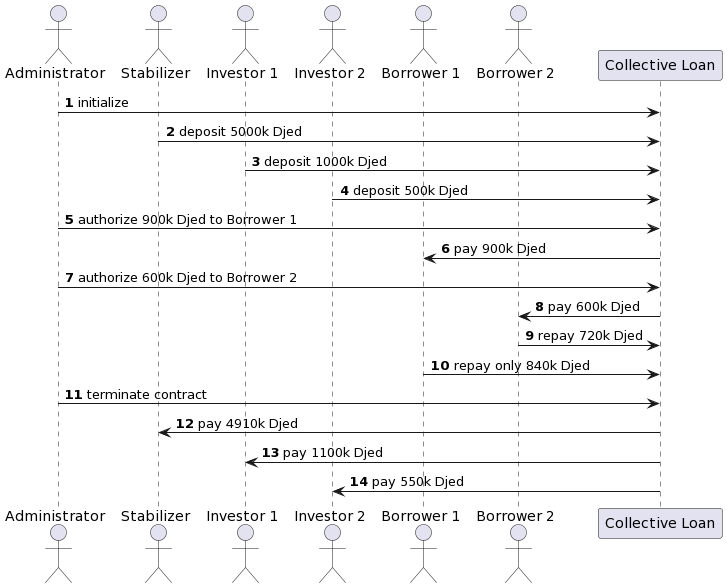 Administrator Stabilizer Investor 1 Investor 2 Borrower 1 Borrower 2 Collective Loan
1 initialize
2 deposit 5000k Djed
3 deposit 1000k Djed
4 deposit 500k Djed
5 authorize 900k Djed to Borrower 1
6 pay 900k Djed
7 authorize 600k Djed to Borrower 2
8 pay 600k Djed
9 repay 720k Djed
10 repay only 840k Djed
11 terminate contract
12 pay 4910k Djed
13 pay 1100k Djed
14 pay 550k Djed
Administrator Stabilizer Investor 1 Investor 2 Borrower 1 Borrower 2 Collective Loan